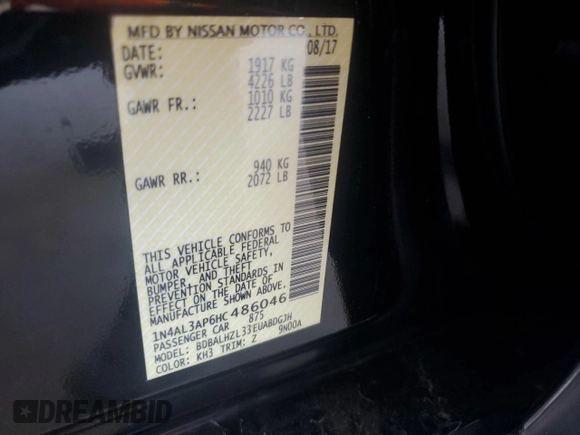 MFD BY NISSAN MOTOR CO., LTD.
DATE: 08/17
GVWR: 1917 KG
4226 LB
GAWR FR.: 1010 KG
2227 LB
GAWR RR.: 940 KG
2072 LB
THIS VEHICLE CONFORMS TO
ALL APPLICABLE FEDERAL
MOTOR VEHICLE SAFETY,
BUMPER, AND THEFT
PREVENTION STANDARDS IN
EFFECT ON THE DATE OF
MANUFACTURE SHOWN ABOVE.
1N4AL3AP6HC486046
PASSENGER CAR 875
MODEL: BDBALHZL33EUABDGJH
COLOR: KH3 TRIM: Z 9N00A
DREAMBID